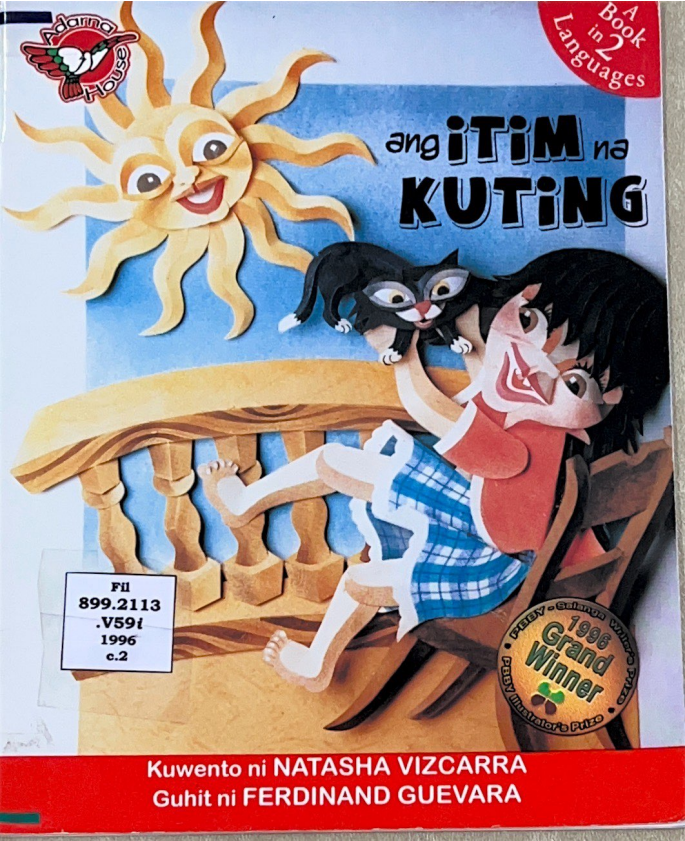 Adarna
House
A
Book
in 2
Languages
ang iTiM na
KUTiNG
Fil
899.2113
.V59i
1996
c.2
PBBY - Salanga Writer's Prize
1996
Grand
Winner
PBBY Illustrator's Prize
Kuwento ni NATASHA VIZCARRA
Guhit ni FERDINAND GUEVARA